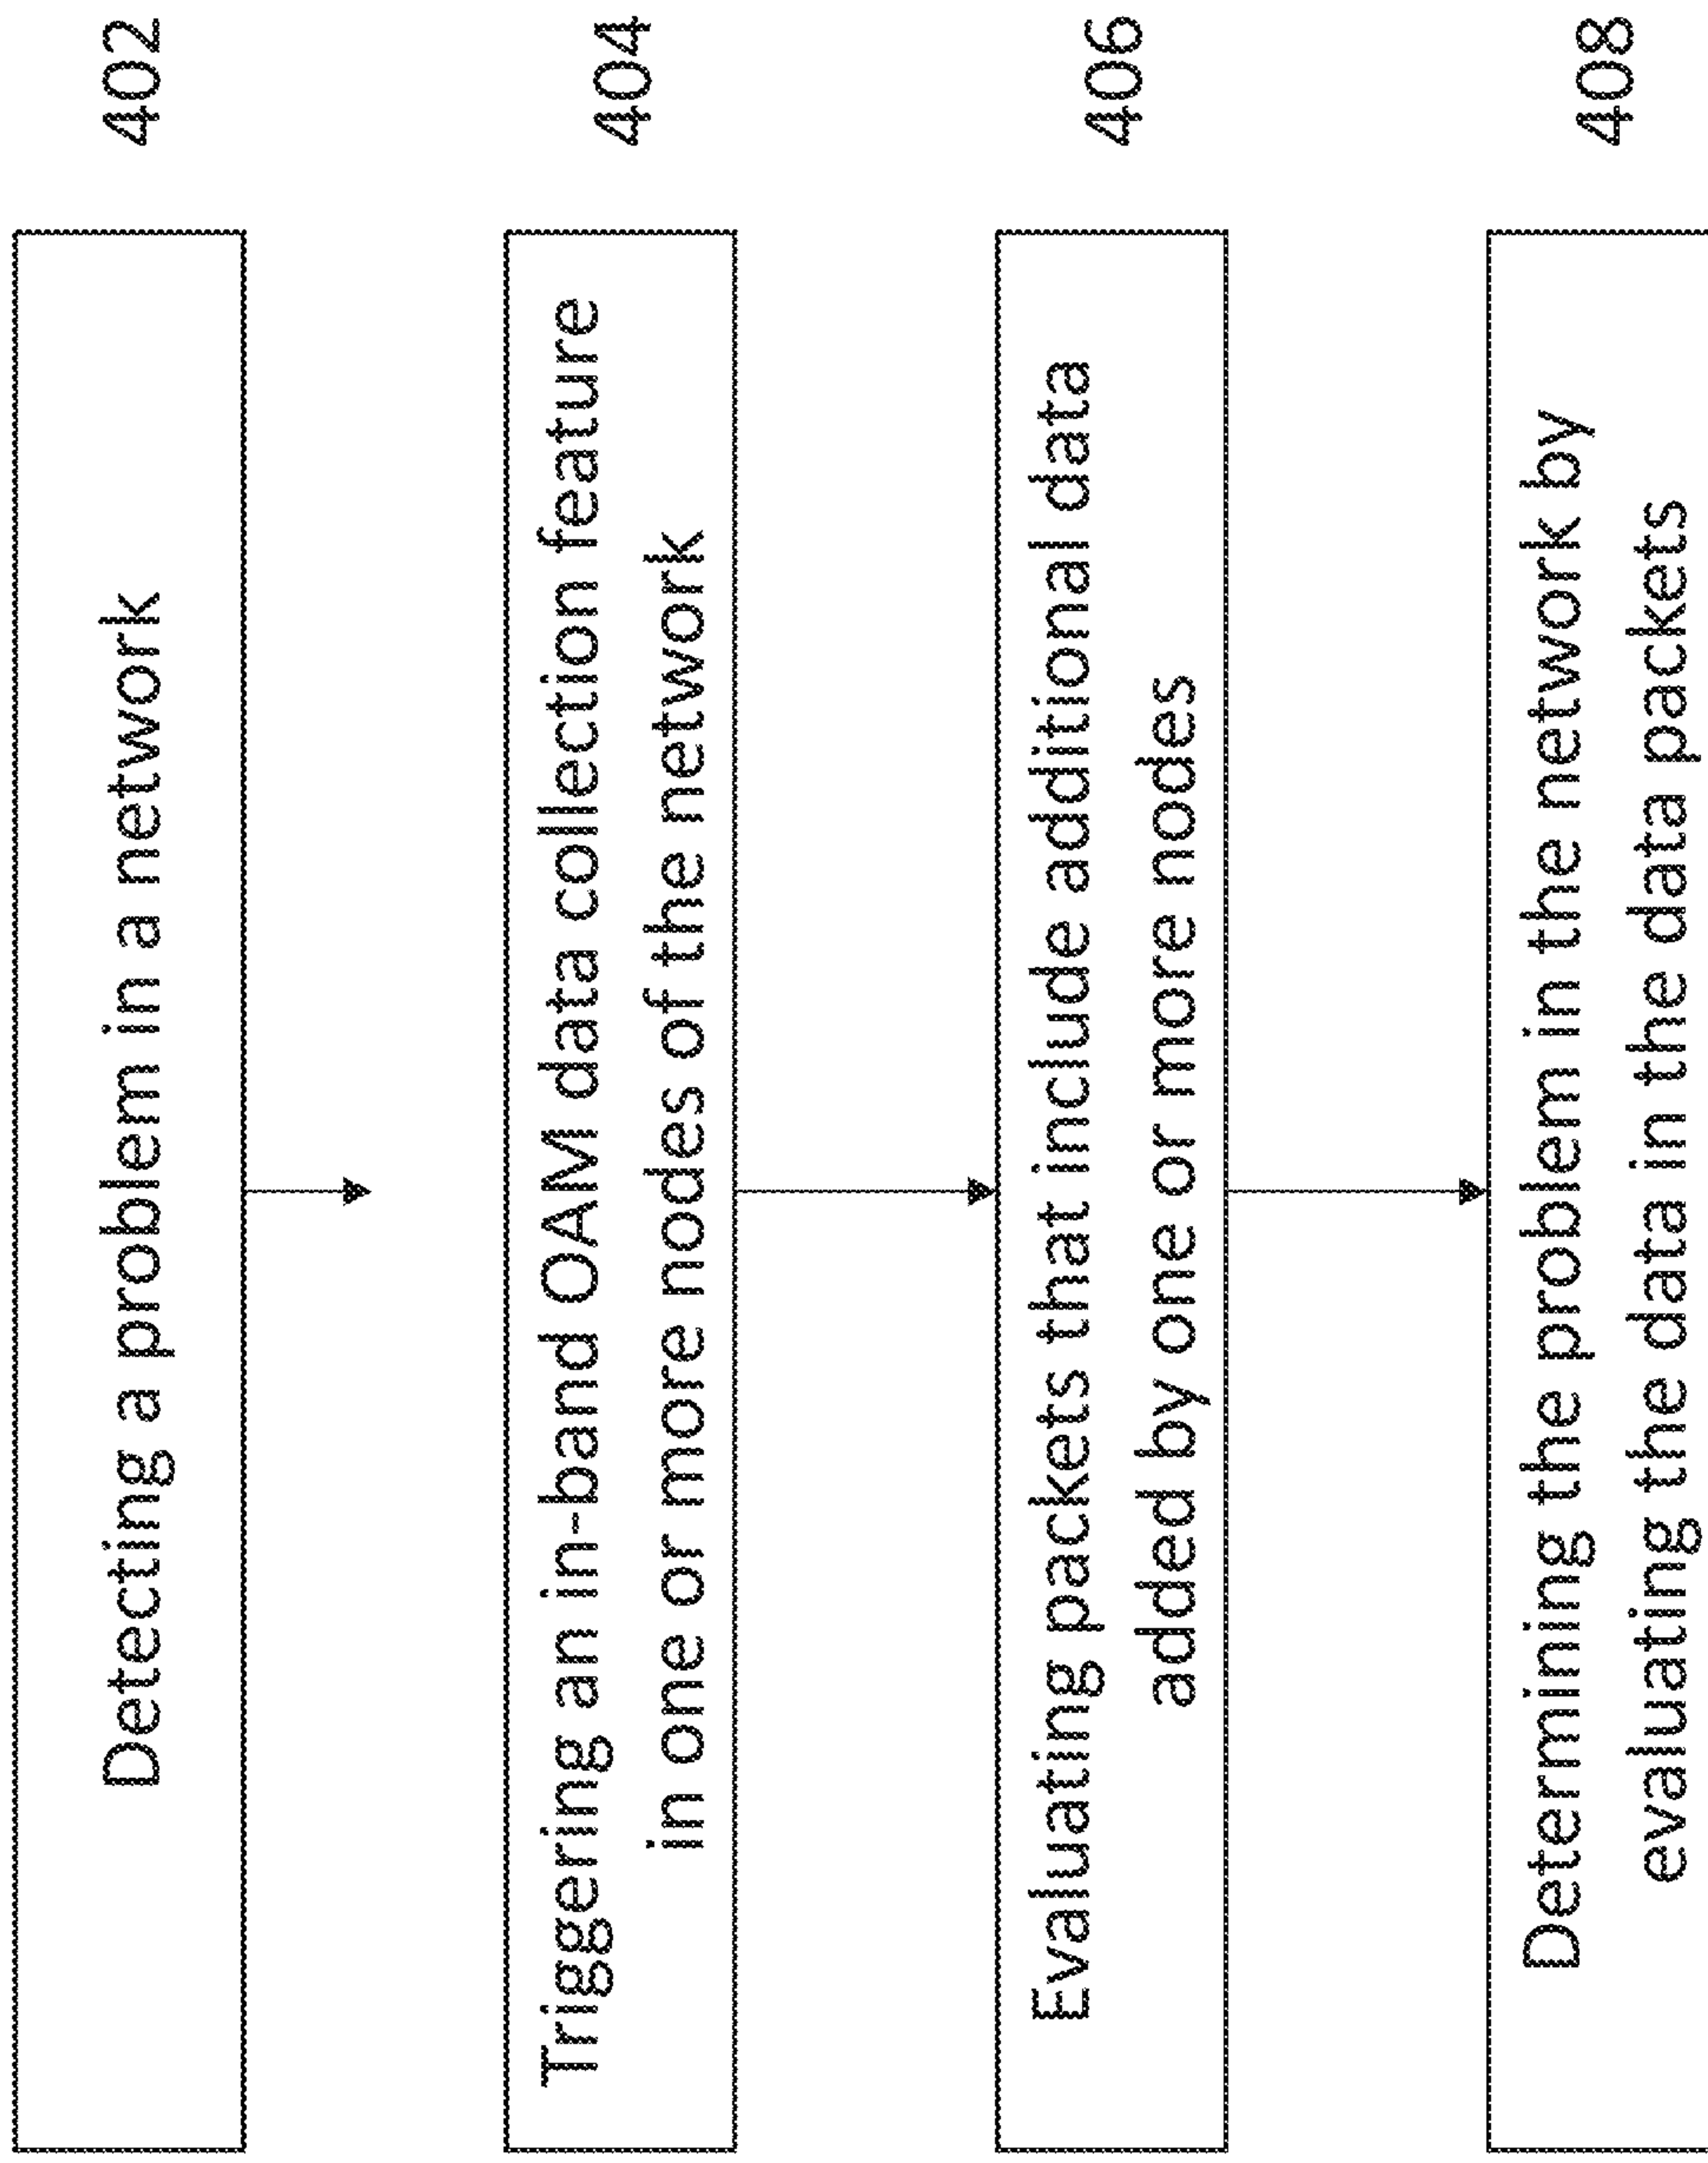 Detecting a problem in a network
402
Triggering an in-band OAM data collection feature
in one or more nodes of the network
404
Evaluating packets that include additional data
added by one or more nodes
406
Determining the problem in the network by
evaluating the data in the data packets
408